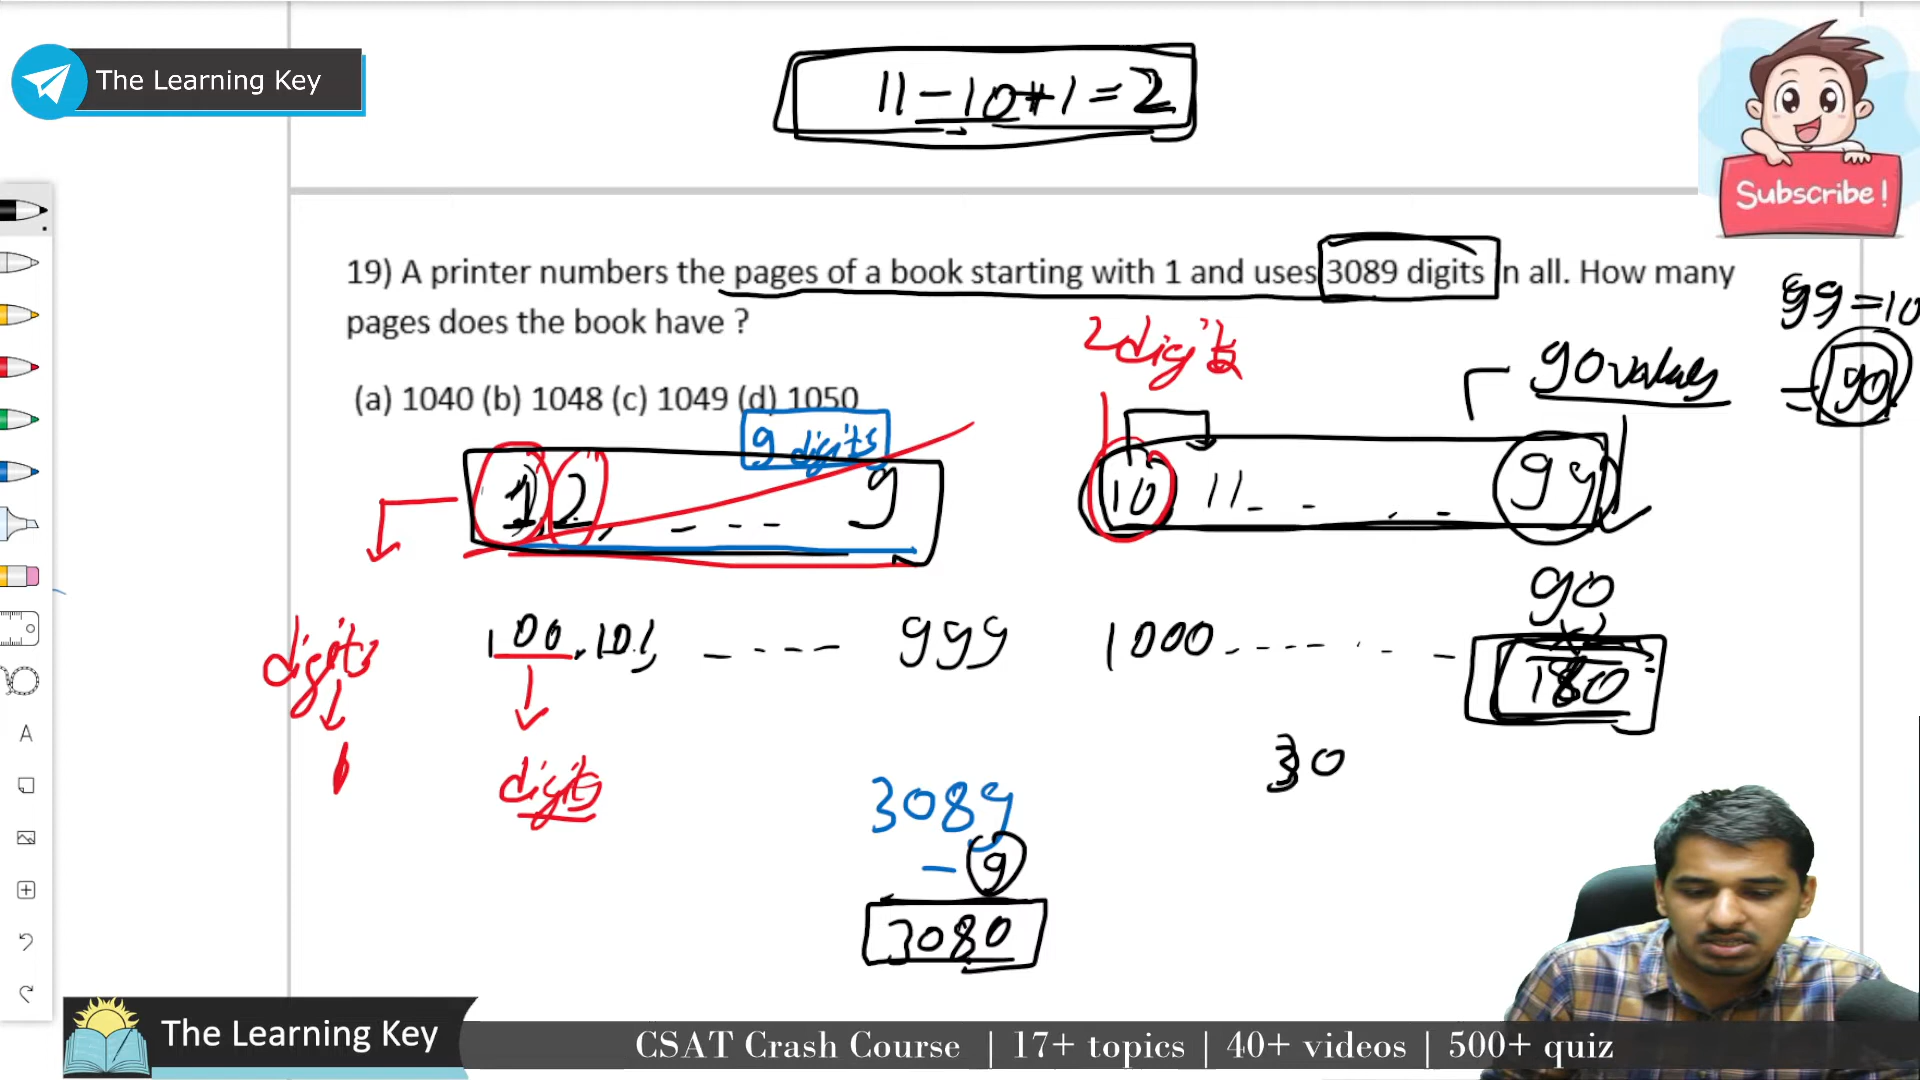 The Learning Key
11-10+1=2
Subscribe!
19) A printer numbers the pages of a book starting with 1 and uses 3089 digits in all. How many
pages does the book have ?
99=10
=90
2 digits
90 values
(a) 1040 (b) 1048 (c) 1049 (d) 1050
9 digits
1, 2, ---- 9
10 11 -- . - 99
90
digits
100, 101, ---- 999
1000 --------
180
30
digits
3089
- 9
3080
A
The Learning Key
CSAT Crash Course | 17+ topics | 40+ videos | 500+ quiz